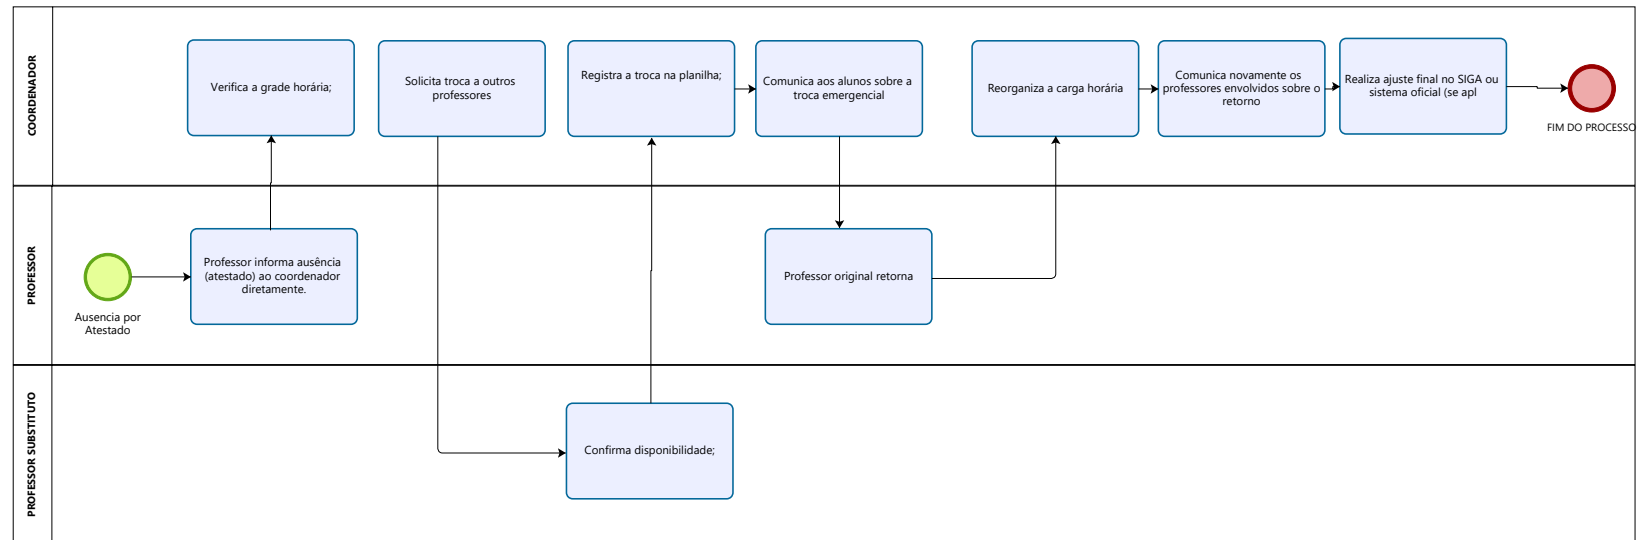 COORDENADOR
Verifica a grade horária;
Solicita troca a outros
professores
Registra a troca na planilha;
Comunica aos alunos sobre a
troca emergencial
Reorganiza a carga horária
Comunica novamente os
professores envolvidos sobre o
retorno
Realiza ajuste final no SIGA ou
sistema oficial (se apl
FIM DO PROCESSO
PROFESSOR
Ausencia por
Atestado
Professor informa ausência
(atestado) ao coordenador
diretamente.
Professor original retorna
PROFESSOR SUBSTITUTO
Confirma disponibilidade;